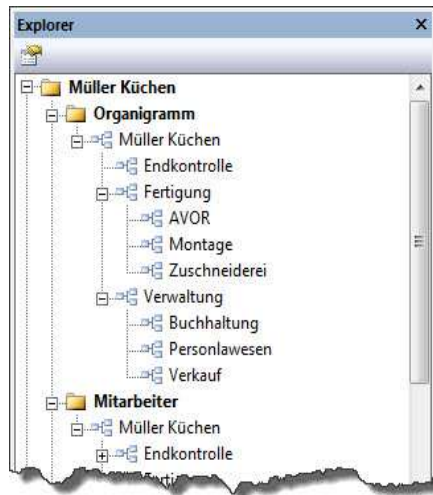 Explorer
Müller Küchen
Organigramm
Müller Küchen
Endkontrolle
Fertigung
AVOR
Montage
Zuschneiderei
Verwaltung
Buchhaltung
Personlawesen
Verkauf
Mitarbeiter
Müller Küchen
Endkontrolle